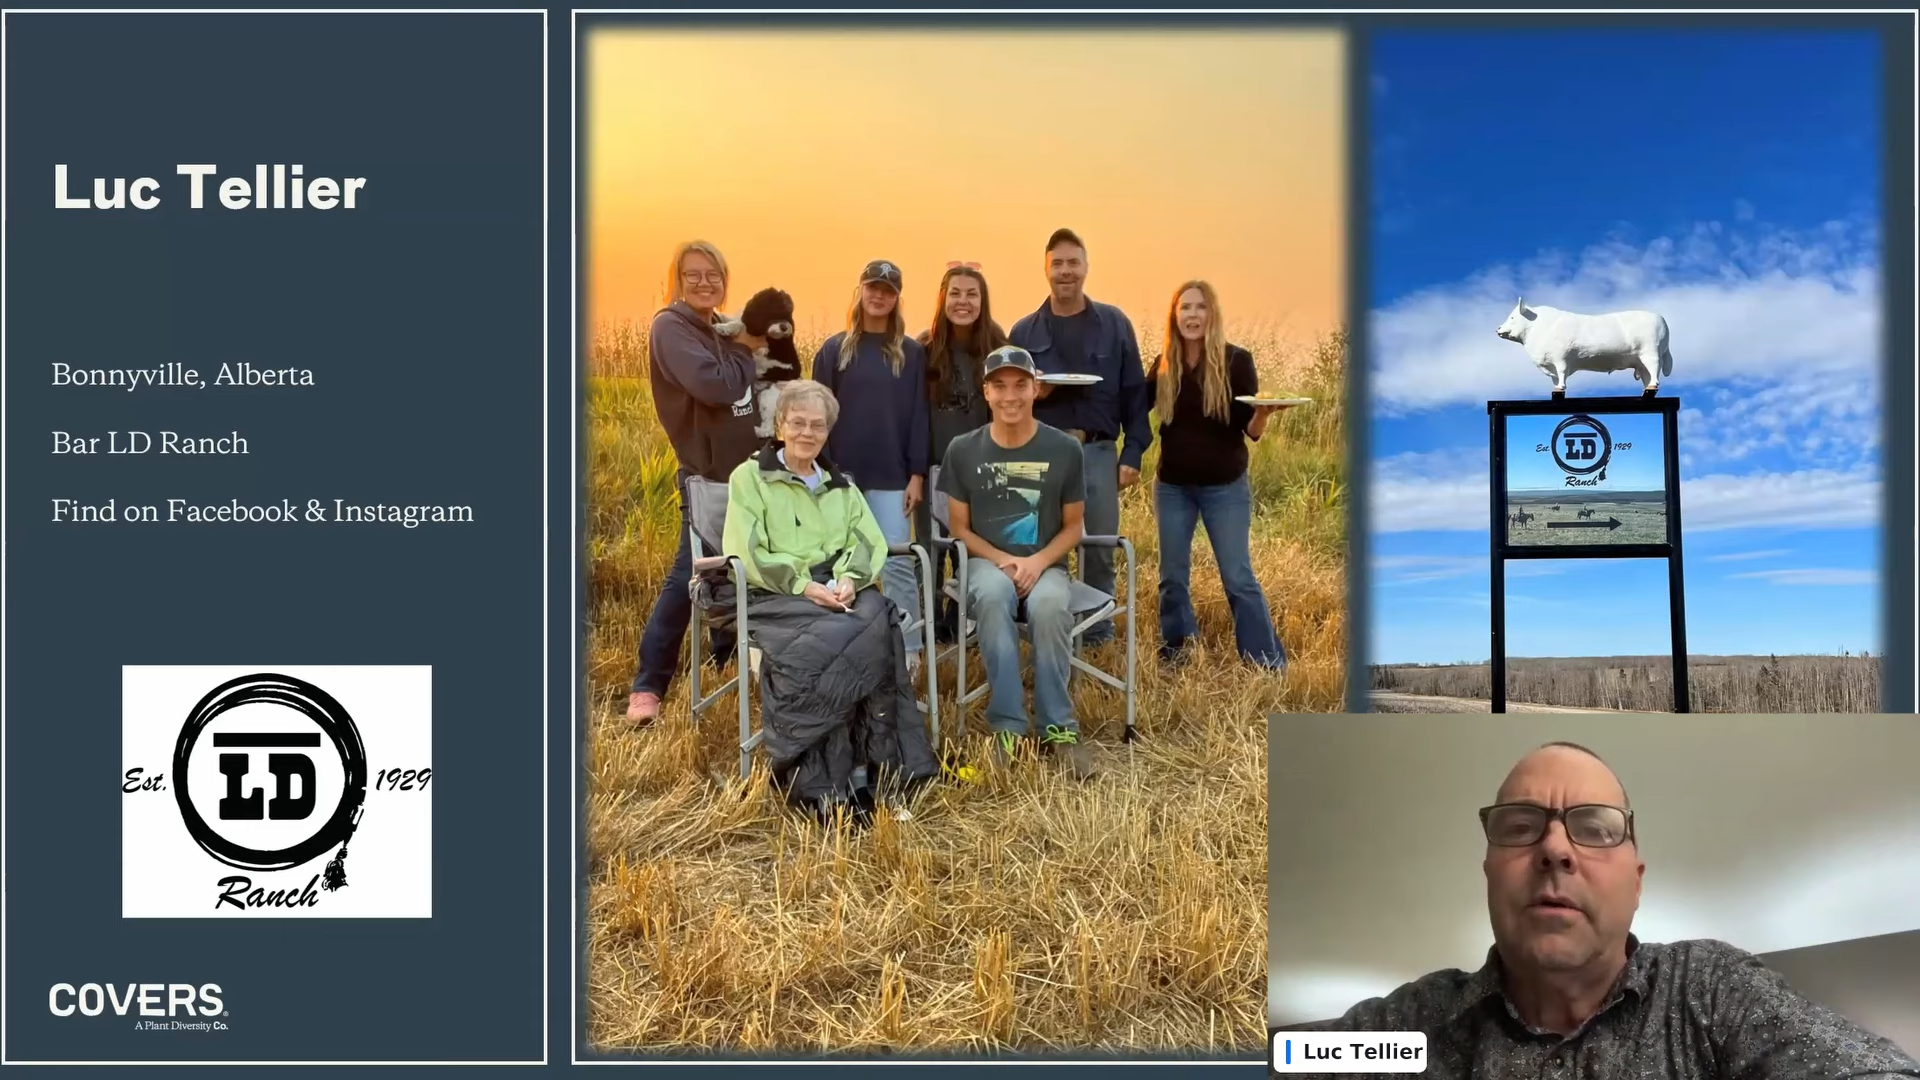 Luc Tellier
Bonnyville, Alberta
Bar LD Ranch
Find on Facebook & Instagram
Est. LD 1929
Ranch
COVERS®
A Plant Diversity Co.
Ranch
Est. LD 1929
Ranch
Luc Tellier